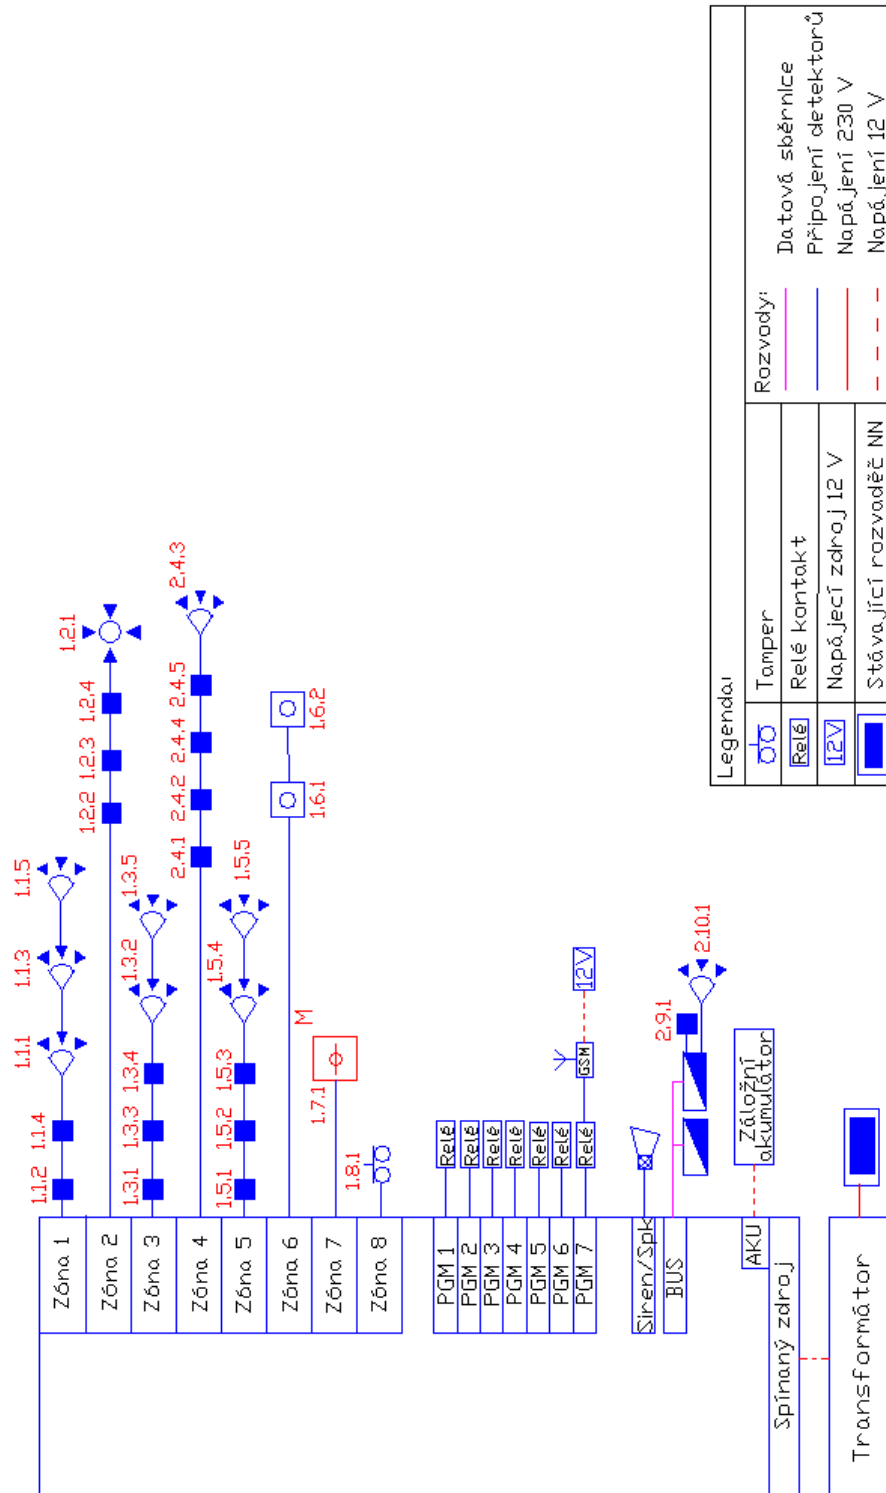 Zóna 1
1.1.2
1.1.4
1.1.1
1.1.3
1.1.5
Zóna 2
1.2.2
1.2.3
1.2.4
1.2.1
Zóna 3
1.3.1
1.3.3
1.3.4
1.3.2
1.3.5
Zóna 4
2.4.1
2.4.2
2.4.4
2.4.5
2.4.3
Zóna 5
1.5.1
1.5.2
1.5.3
1.5.4
1.5.5
Zóna 6
1.6.1
1.6.2
Zóna 7
1.7.1
M
Zóna 8
1.8.1
PGM 1
Relé
PGM 2
Relé
PGM 3
Relé
PGM 4
Relé
PGM 5
Relé
PGM 6
Relé
PGM 7
Relé
GSM
12V
Siren/Spk
BUS
2.9.1
2.10.1
AKU
Záložní
akumulátor
Spínaný zdroj
Transformátor
Legenda:
Tamper
Relé
Relé kontakt
12V
Napájecí zdroj 12 V
Stávající rozvaděč NN
Rozvody:
Datová sběrnice
Připojení detektorů
Napájení 230 V
Napájení 12 V